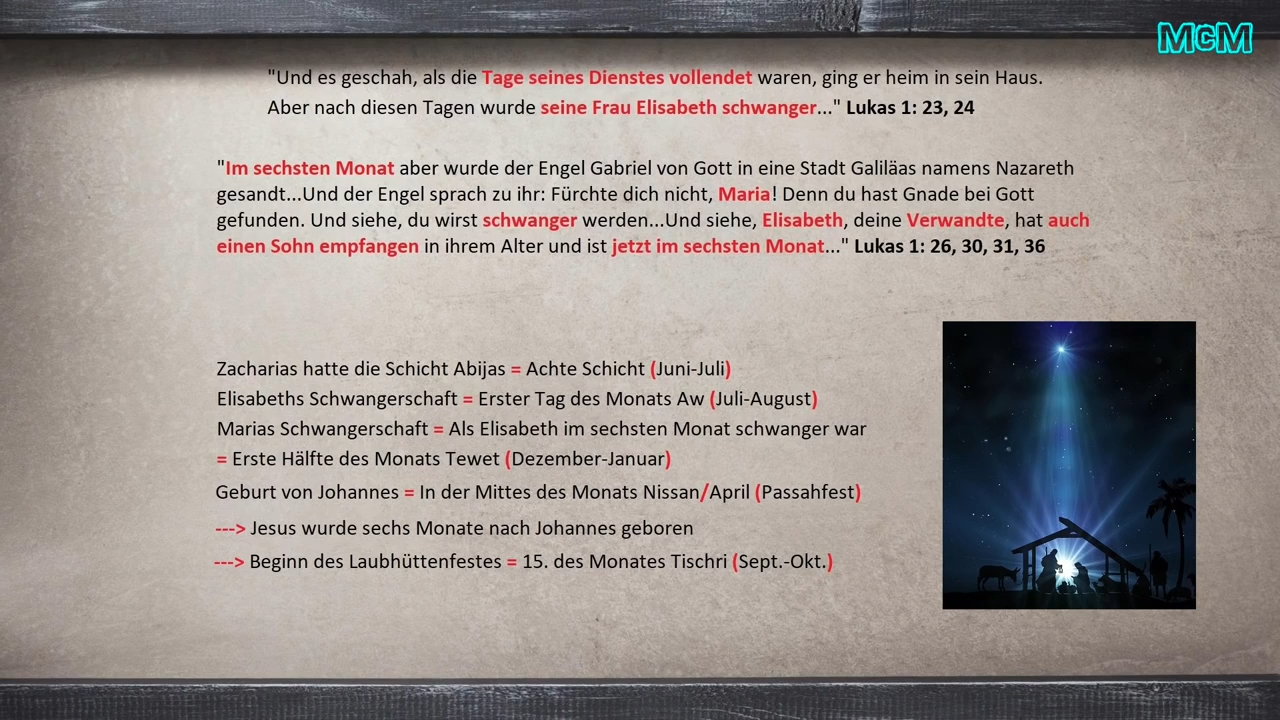 McM
"Und es geschah, als die Tage seines Dienstes vollendet waren, ging er heim in sein Haus.
Aber nach diesen Tagen wurde seine Frau Elisabeth schwanger..." Lukas 1: 23, 24
"Im sechsten Monat aber wurde der Engel Gabriel von Gott in eine Stadt Galiläas namens Nazareth
gesandt...Und der Engel sprach zu ihr: Fürchte dich nicht, Maria! Denn du hast Gnade bei Gott
gefunden. Und siehe, du wirst schwanger werden...Und siehe, Elisabeth, deine Verwandte, hat auch
einen Sohn empfangen in ihrem Alter und ist jetzt im sechsten Monat..." Lukas 1: 26, 30, 31, 36
Zacharias hatte die Schicht Abijas = Achte Schicht (Juni-Juli)
Elisabeths Schwangerschaft = Erster Tag des Monats Aw (Juli-August)
Marias Schwangerschaft = Als Elisabeth im sechsten Monat schwanger war
= Erste Hälfte des Monats Tewet (Dezember-Januar)
Geburt von Johannes = In der Mittes des Monats Nissan/April (Passahfest)
---> Jesus wurde sechs Monate nach Johannes geboren
---> Beginn des Laubhüttenfestes = 15. des Monates Tischri (Sept.-Okt.)